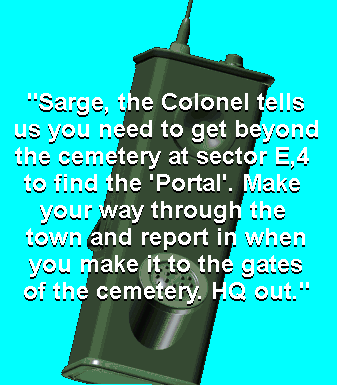 "Sarge, the Colonel tells
us you need to get beyond
the cemetery at sector E,4
to find the 'Portal'. Make
your way through the
town and report in when
you make it to the gates
of the cemetery. HQ out."